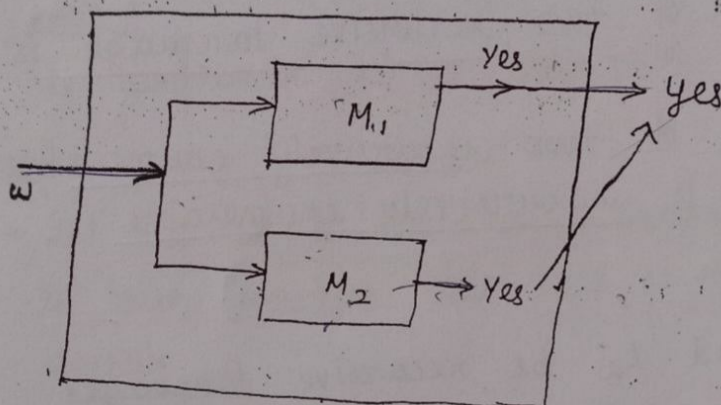 Yes
M1
yes
ω
M2
Yes